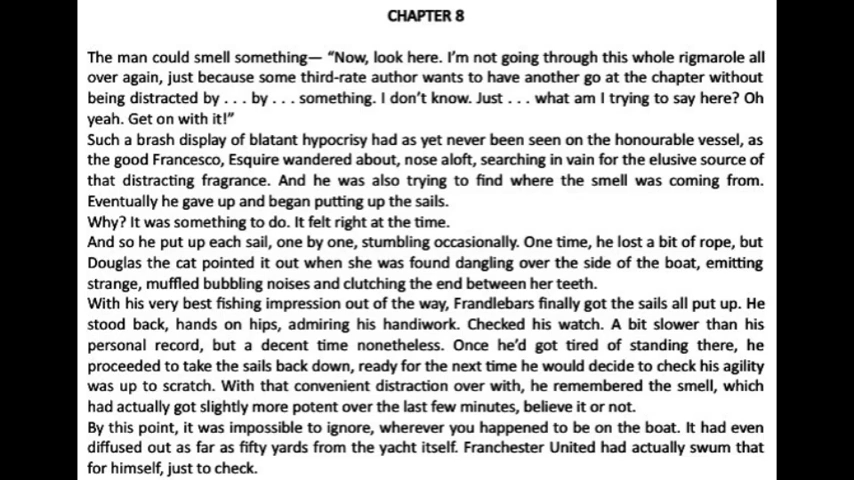 CHAPTER 8
The man could smell something— “Now, look here. I’m not going through this whole rigmarole all
over again, just because some third-rate author wants to have another go at the chapter without
being distracted by . . . by . . . something. I don’t know. Just . . . what am I trying to say here? Oh
yeah. Get on with it!”
Such a brash display of blatant hypocrisy had as yet never been seen on the honourable vessel, as
the good Francesco, Esquire wandered about, nose aloft, searching in vain for the elusive source of
that distracting fragrance. And he was also trying to find where the smell was coming from.
Eventually he gave up and began putting up the sails.
Why? It was something to do. It felt right at the time.
And so he put up each sail, one by one, stumbling occasionally. One time, he lost a bit of rope, but
Douglas the cat pointed it out when she was found dangling over the side of the boat, emitting
strange, muffled bubbling noises and clutching the end between her teeth.
With his very best fishing impression out of the way, Frandlebars finally got the sails all put up. He
stood back, hands on hips, admiring his handiwork. Checked his watch. A bit slower than his
personal record, but a decent time nonetheless. Once he’d got tired of standing there, he
proceeded to take the sails back down, ready for the next time he would decide to check his agility
was up to scratch. With that convenient distraction over with, he remembered the smell, which
had actually got slightly more potent over the last few minutes, believe it or not.
By this point, it was impossible to ignore, wherever you happened to be on the boat. It had even
diffused out as far as fifty yards from the yacht itself. Franchester United had actually swum that
for himself, just to check.